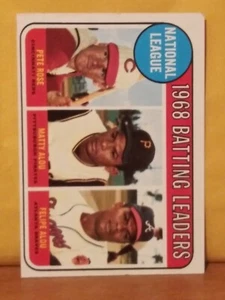 NATIONAL
LEAGUE
1968 BATTING LEADERS
PETE ROSE
MATTY ALOU
FELIPE ALOU